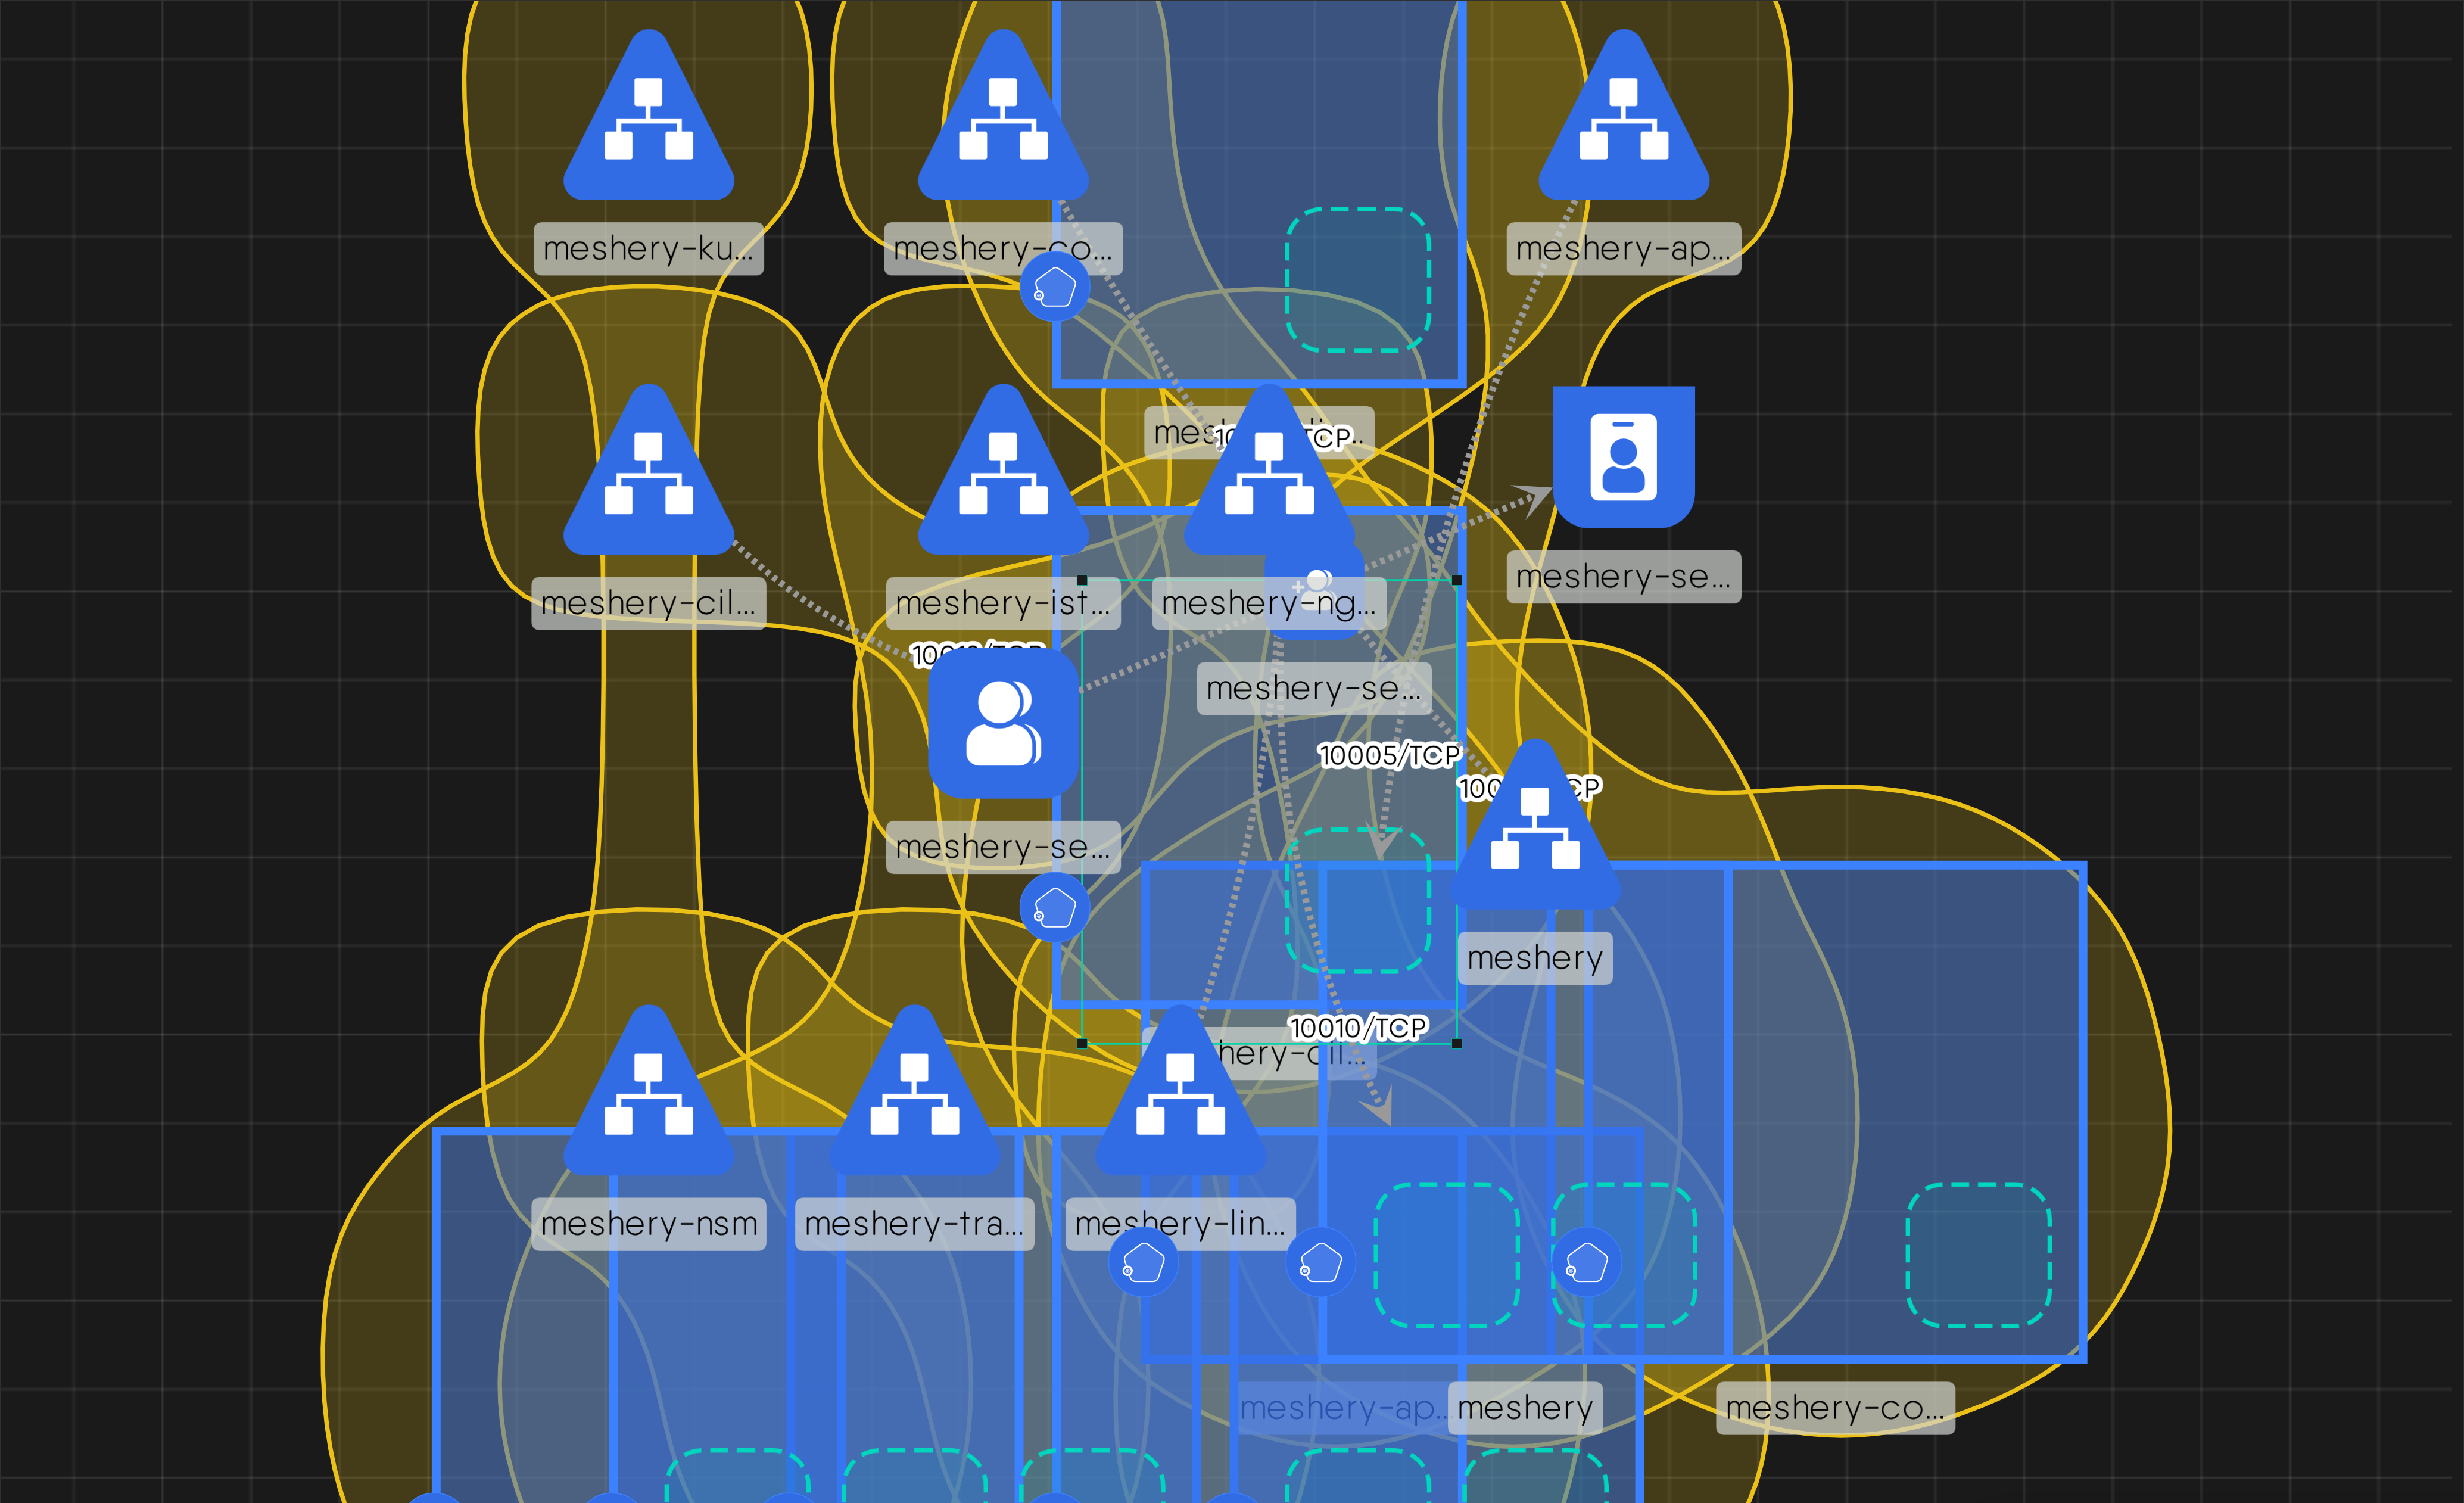 meshery-ku...
meshery-co...
meshery-ap...
meshery-cil...
meshery-ist...
meshery-ng...
meshery-se...
meshery-se...
10005/TCP
meshery-se...
meshery
10010/TCP
meshery-nsm
meshery-tra...
meshery-lin...
meshery-ap...
meshery
meshery-co...